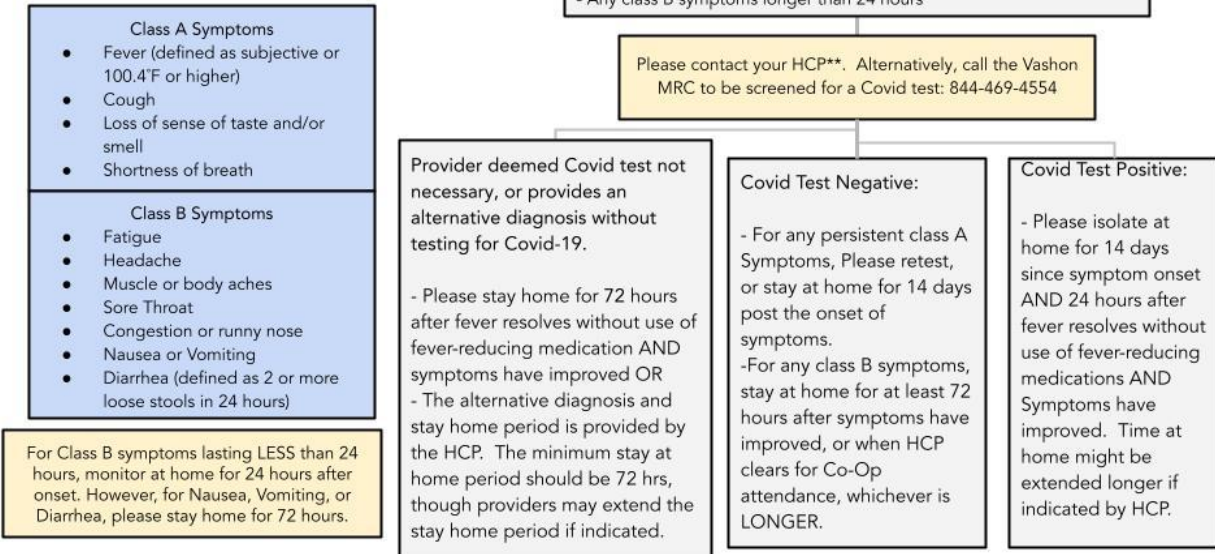 - Any class B symptoms longer than 24 hours
Class A Symptoms
● Fever (defined as subjective or
100.4˚F or higher)
● Cough
● Loss of sense of taste and/or
smell
● Shortness of breath
Class B Symptoms
● Fatigue
● Headache
● Muscle or body aches
● Sore Throat
● Congestion or runny nose
● Nausea or Vomiting
● Diarrhea (defined as 2 or more
loose stools in 24 hours)
For Class B symptoms lasting LESS than 24
hours, monitor at home for 24 hours after
onset. However, for Nausea, Vomiting, or
Diarrhea, please stay home for 72 hours.
Please contact your HCP**. Alternatively, call the Vashon
MRC to be screened for a Covid test: 844-469-4554
Provider deemed Covid test not
necessary, or provides an
alternative diagnosis without
testing for Covid-19.
- Please stay home for 72 hours
after fever resolves without use of
fever-reducing medication AND
symptoms have improved OR
- The alternative diagnosis and
stay home period is provided by
the HCP. The minimum stay at
home period should be 72 hrs,
though providers may extend the
stay home period if indicated.
Covid Test Negative:
- For any persistent class A
Symptoms, Please retest,
or stay at home for 14 days
post the onset of
symptoms.
-For any class B symptoms,
stay at home for at least 72
hours after symptoms have
improved, or when HCP
clears for Co-Op
attendance, whichever is
LONGER.
Covid Test Positive:
- Please isolate at
home for 14 days
since symptom onset
AND 24 hours after
fever resolves without
use of fever-reducing
medications AND
Symptoms have
improved. Time at
home might be
extended longer if
indicated by HCP.